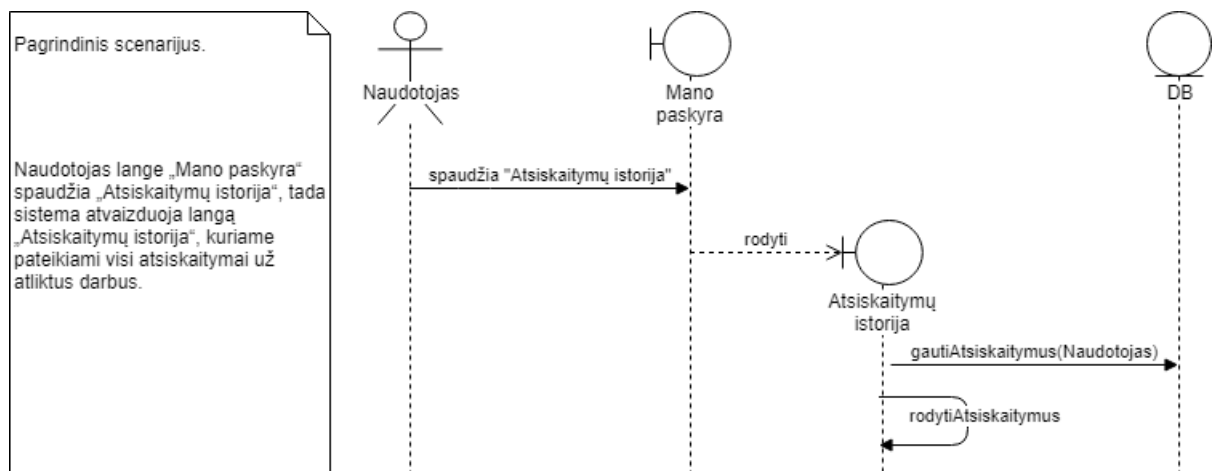 Pagrindinis scenarijus.
Naudotojas lange „Mano paskyra“
spaudžia „Atsiskaitymų istorija“, tada
sistema atvaizduoja langą
„Atsiskaitymų istorija“, kuriame
pateikiami visi atsiskaitymai už
atliktus darbus.
Naudotojas
Mano
paskyra
DB
spaudžia "Atsiskaitymų istorija"
rodyti
Atsiskaitymų
istorija
gautiAtsiskaitymus(Naudotojas)
rodytiAtsiskaitymus